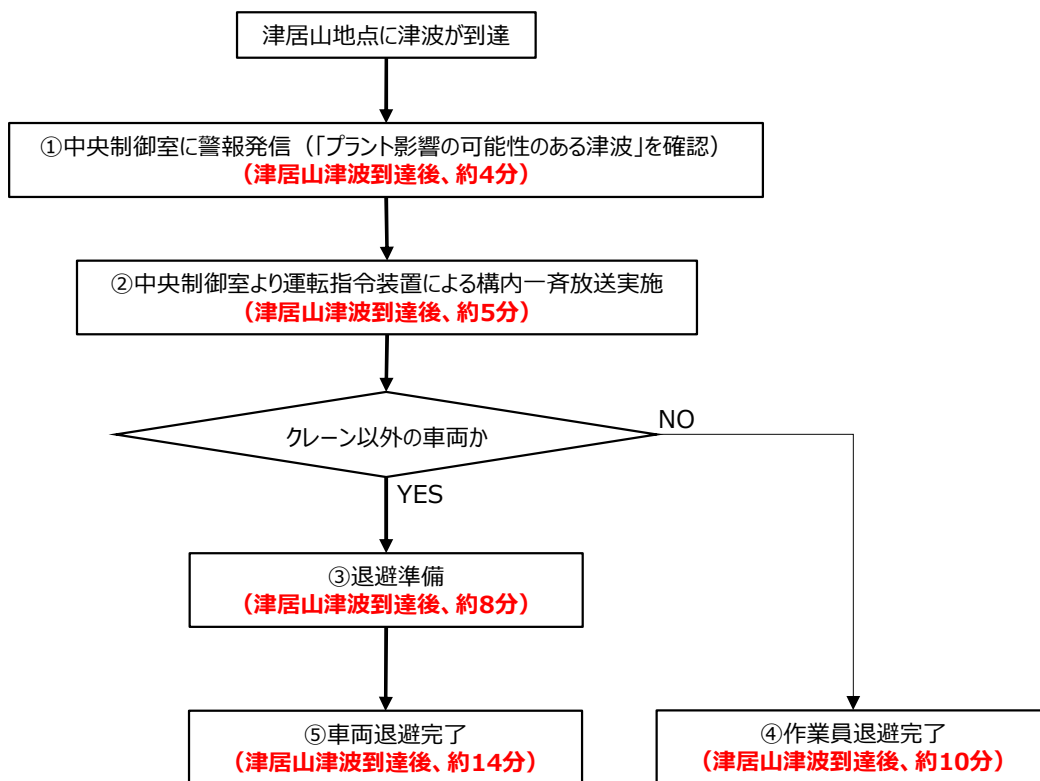 津居山地点に津波が到達
①中央制御室に警報発信（「プラント影響の可能性のある津波」を確認）
（津居山津波到達後、約4分）
②中央制御室より運転指令装置による構内一斉放送実施
（津居山津波到達後、約5分）
クレーン以外の車両か
NO
YES
③退避準備
（津居山津波到達後、約8分）
⑤車両退避完了
（津居山津波到達後、約14分）
④作業員退避完了
（津居山津波到達後、約10分）